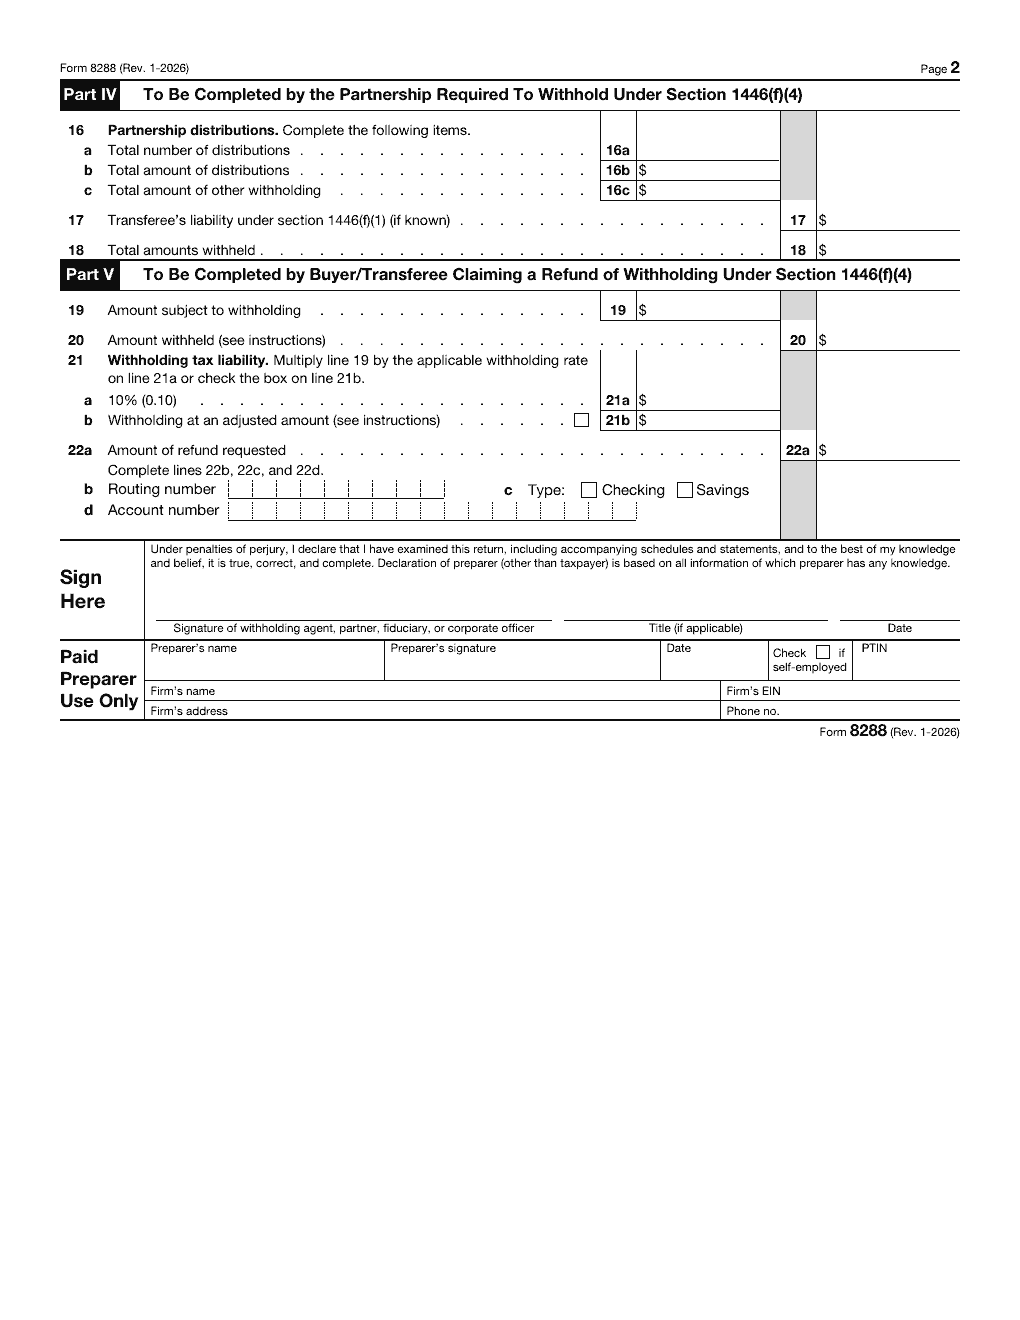 Form 8288 (Rev. 1-2026) Page 2
Part IV To Be Completed by the Partnership Required To Withhold Under Section 1446(f)(4)
16 Partnership distributions. Complete the following items.
a Total number of distributions . . . . . . . . . . . . . . . 16a
b Total amount of distributions . . . . . . . . . . . . . . . 16b $
c Total amount of other withholding . . . . . . . . . . . . . 16c $
17 Transferee's liability under section 1446(f)(1) (if known) . . . . . . . . . . . . . . . . 17 $
18 Total amounts withheld . . . . . . . . . . . . . . . . . . . . . . . . . . 18 $
Part V To Be Completed by Buyer/Transferee Claiming a Refund of Withholding Under Section 1446(f)(4)
19 Amount subject to withholding . . . . . . . . . . . . . . 19 $
20 Amount withheld (see instructions) . . . . . . . . . . . . . . . . . . . . . . 20 $
21 Withholding tax liability. Multiply line 19 by the applicable withholding rate
on line 21a or check the box on line 21b.
a 10% (0.10) . . . . . . . . . . . . . . . . . . . . 21a $
b Withholding at an adjusted amount (see instructions) . . . . . . 21b $
22a Amount of refund requested . . . . . . . . . . . . . . . . . . . . . . . . 22a $
Complete lines 22b, 22c, and 22d.
b Routing number c Type: Checking Savings
d Account number
Under penalties of perjury, I declare that I have examined this return, including accompanying schedules and statements, and to the best of my knowledge
and belief, it is true, correct, and complete. Declaration of preparer (other than taxpayer) is based on all information of which preparer has any knowledge.
Sign
Here
Signature of withholding agent, partner, fiduciary, or corporate officer Title (if applicable) Date
Paid
Preparer
Use Only
Preparer's name Preparer's signature Date Check if PTIN
self-employed
Firm's name Firm's EIN
Firm's address Phone no.
Form 8288 (Rev. 1-2026)